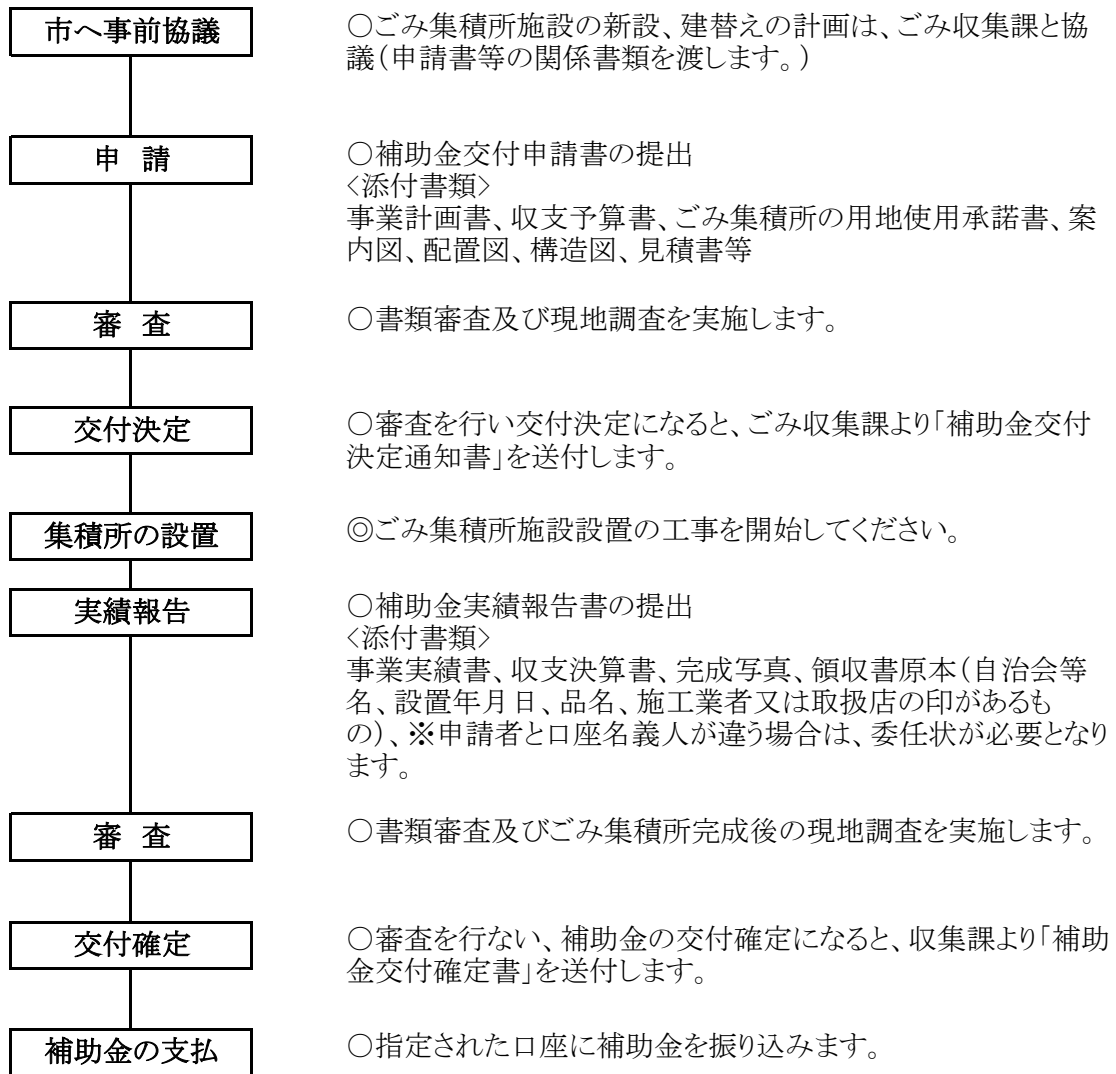 市へ事前協議
○ごみ集積所施設の新設、建替えの計画は、ごみ収集課と協
議(申請書等の関係書類を渡します。)
申 請
○補助金交付申請書の提出
<添付書類>
事業計画書、収支予算書、ごみ集積所の用地使用承諾書、案
内図、配置図、構造図、見積書等
審 査
○書類審査及び現地調査を実施します。
交付決定
○審査を行い交付決定になると、ごみ収集課より「補助金交付
決定通知書」を送付します。
集積所の設置
◎ごみ集積所施設設置の工事を開始してください。
実績報告
○補助金実績報告書の提出
<添付書類>
事業実績書、収支決算書、完成写真、領収書原本(自治会等
名、設置年月日、品名、施工業者又は取扱店の印があるも
の)、※申請者と口座名義人が違う場合は、委任状が必要となり
ます。
審 査
○書類審査及びごみ集積所完成後の現地調査を実施します。
交付確定
○審査を行ない、補助金の交付確定になると、収集課より「補助
金交付確定書」を送付します。
補助金の支払
○指定された口座に補助金を振り込みます。